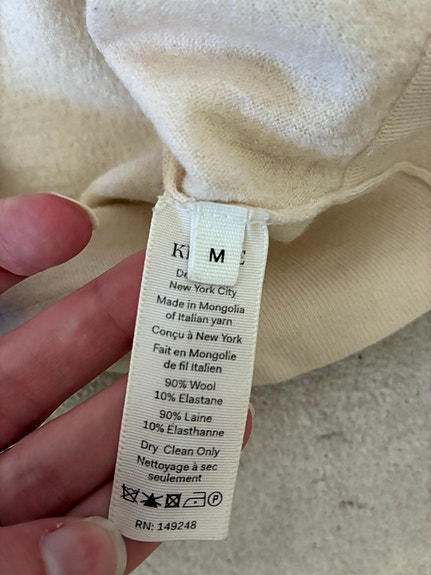 M
New York City
Made in Mongolia
of Italian yarn
Conçu à New York
Fait en Mongolie
de fil Italien
90% Wool
10% Elastane
90% Laine
10% Elasthanne
Dry Clean Only
Nettoyage à sec
seulement
P
RN: 149248